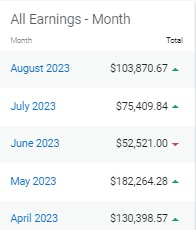 All Earnings - Month
Month Total
August 2023 $103,870.67
July 2023 $75,409.84
June 2023 $52,521.00
May 2023 $182,264.28
April 2023 $130,398.57